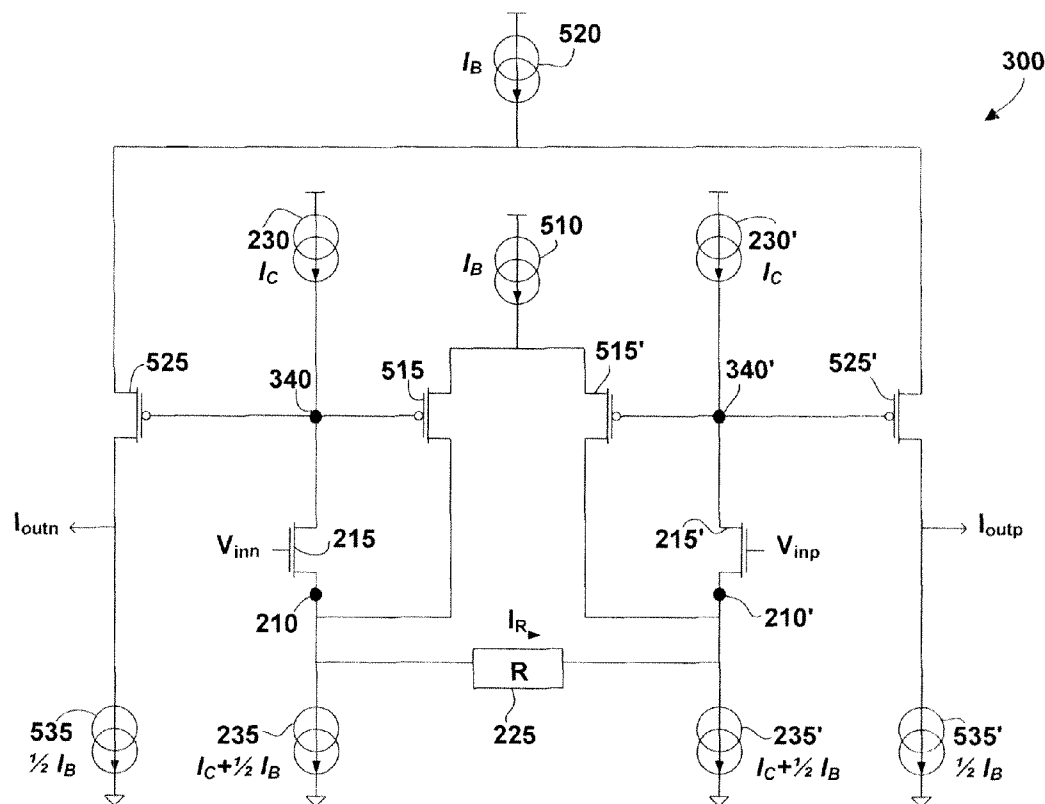 520
I_B
300
230
I_C
510
I_B
230'
I_C
525
340
515
515'
340'
525'
I_outn
V_inn
215
215'
V_inp
I_outp
210
I_R
210'
R
535
½ I_B
235
I_C+½ I_B
225
235'
I_C+½ I_B
535'
½ I_B